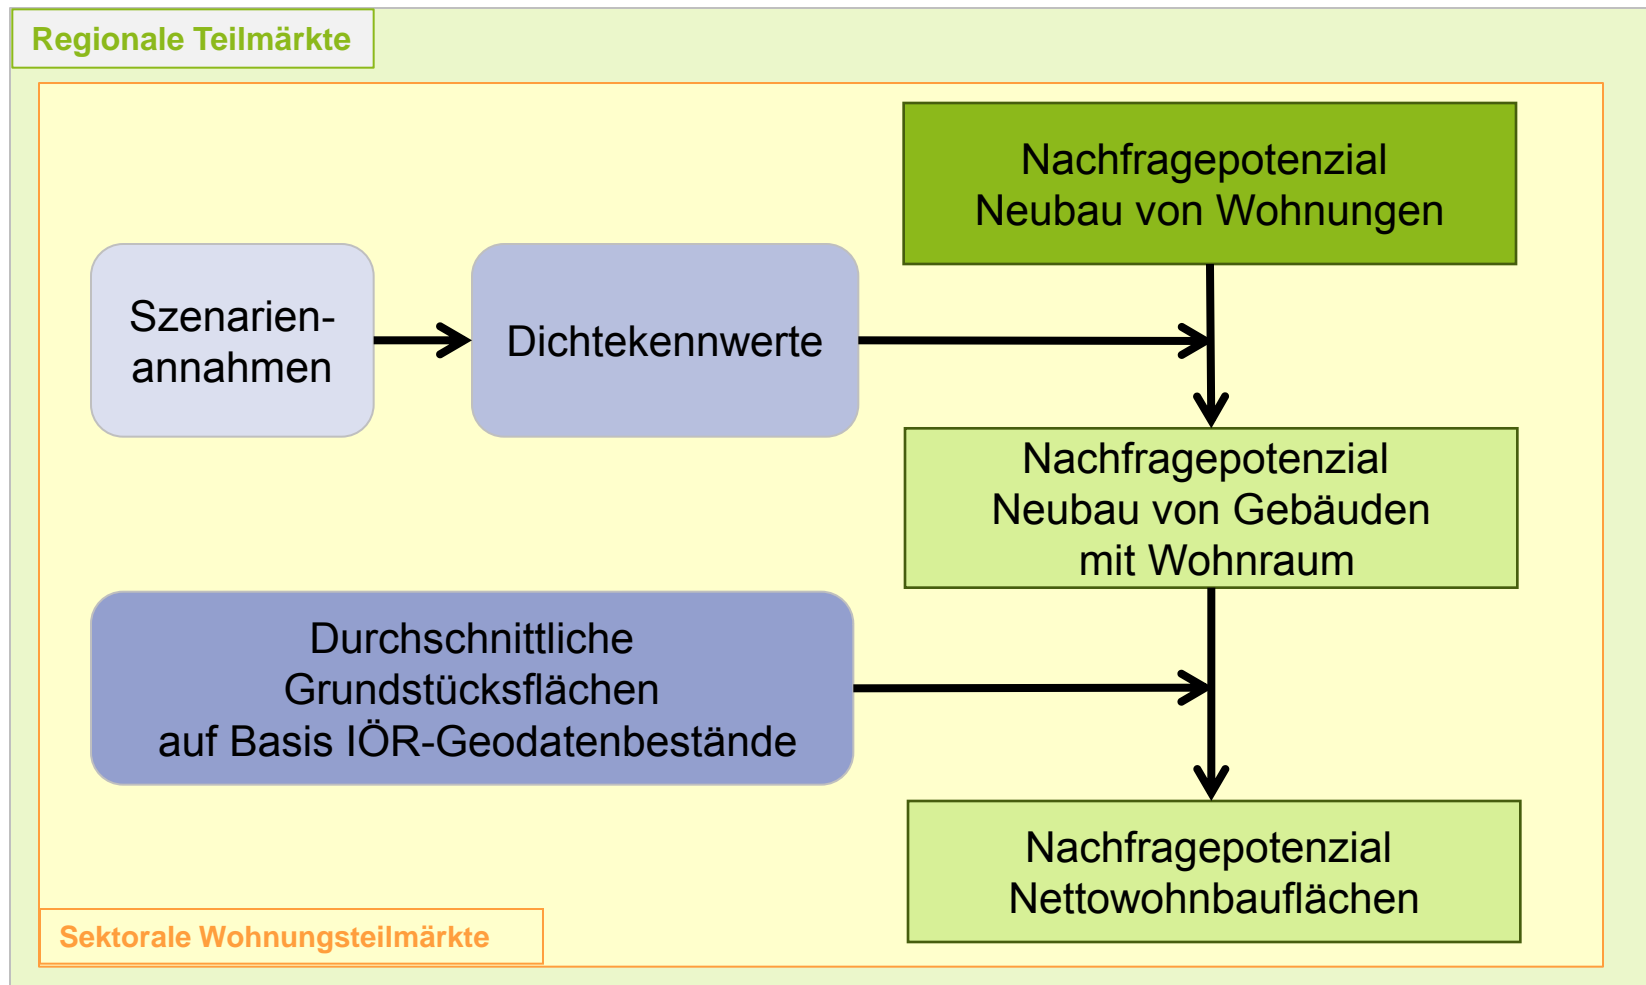 Regionale Teilmärkte
Nachfragepotenzial
Neubau von Wohnungen
Szenarien-
annahmen
Dichtekennwerte
Nachfragepotenzial
Neubau von Gebäuden
mit Wohnraum
Durchschnittliche
Grundstücksflächen
auf Basis IÖR-Geodatenbestände
Nachfragepotenzial
Nettowohnbauflächen
Sektorale Wohnungsteilmärkte